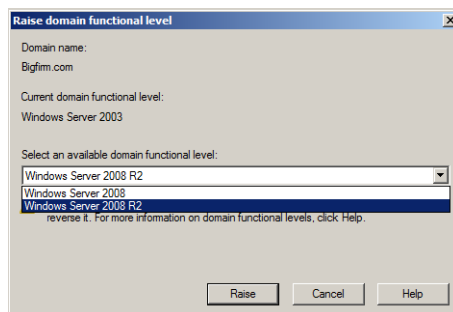 Raise domain functional level
Domain name:
Bigfirm.com
Current domain functional level:
Windows Server 2003
Select an available domain functional level:
Windows Server 2008 R2
Windows Server 2008
Windows Server 2008 R2
reverse it. For more information on domain functional levels, click Help.
Raise Cancel Help